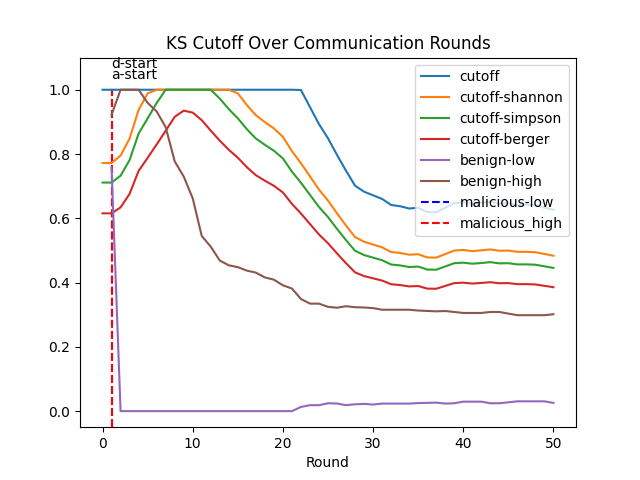 KS Cutoff Over Communication Rounds
d-start
a-start
cutoff
cutoff-shannon
cutoff-simpson
cutoff-berger
benign-low
benign-high
malicious-low
malicious_high
1.0
0.8
0.6
0.4
0.2
0.0
0 10 20 30 40 50
Round